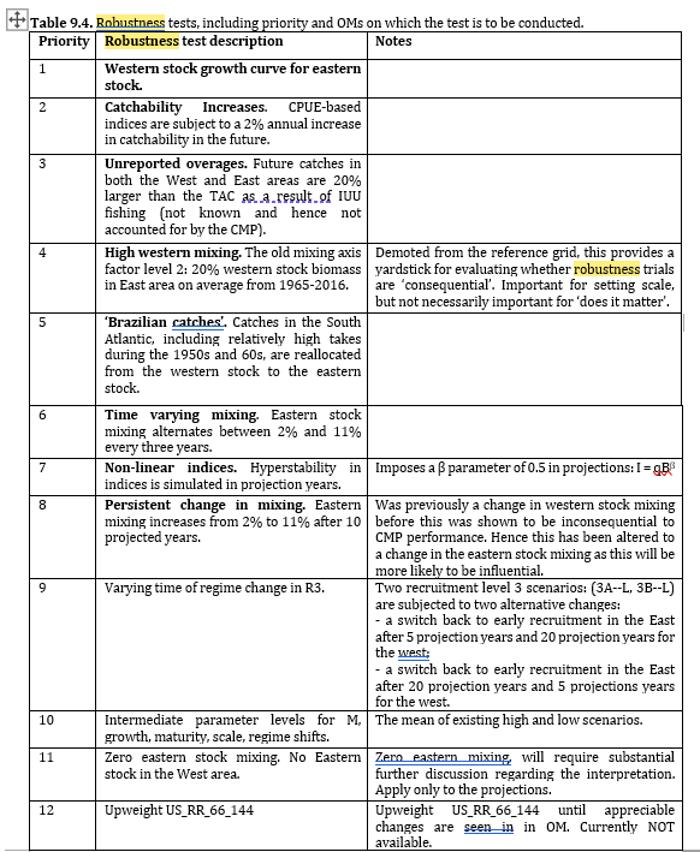 Table 9.4. Robustness tests, including priority and OMs on which the test is to be conducted.
Priority Robustness test description Notes
1 Western stock growth curve for eastern
stock.
2 Catchability Increases. CPUE-based
indices are subject to a 2% annual increase
in catchability in the future.
3 Unreported overages. Future catches in
both the West and East areas are 20%
larger than the TAC as a result of IUU
fishing (not known and hence not
accounted for by the CMP).
4 High western mixing. The old mixing axis
factor level 2: 20% western stock biomass
in East area on average from 1965-2016.
Demoted from the reference grid, this provides a
yardstick for evaluating whether robustness trials
are ‘consequential’. Important for setting scale,
but not necessarily important for ‘does it matter’.
5 ‘Brazilian catches’. Catches in the South
Atlantic, including relatively high takes
during the 1950s and 60s, are reallocated
from the western stock to the eastern
stock.
6 Time varying mixing. Eastern stock
mixing alternates between 2% and 11%
every three years.
7 Non-linear indices. Hyperstability in
indices is simulated in projection years.
Imposes a β parameter of 0.5 in projections: I = qBᵝ
8 Persistent change in mixing. Eastern
mixing increases from 2% to 11% after 10
projected years.
Was previously a change in western stock mixing
before this was shown to be inconsequential to
CMP performance. Hence this has been altered to
a change in the eastern stock mixing as this will be
more likely to be influential.
9 Varying time of regime change in R3.
Two recruitment level 3 scenarios: (3A--L, 3B--L)
are subjected to two alternative changes:
- a switch back to early recruitment in the East
after 5 projection years and 20 projection years for
the west;
- a switch back to early recruitment in the East
after 20 projection years and 5 projections years
for the west.
10 Intermediate parameter levels for M,
growth, maturity, scale, regime shifts.
The mean of existing high and low scenarios.
11 Zero eastern stock mixing. No Eastern
stock in the West area.
Zero eastern mixing, will require substantial
further discussion regarding the interpretation.
Apply only to the projections.
12 Upweight US_RR_66_144
Upweight US_RR_66_144 until appreciable
changes are seen in in OM. Currently NOT
available.